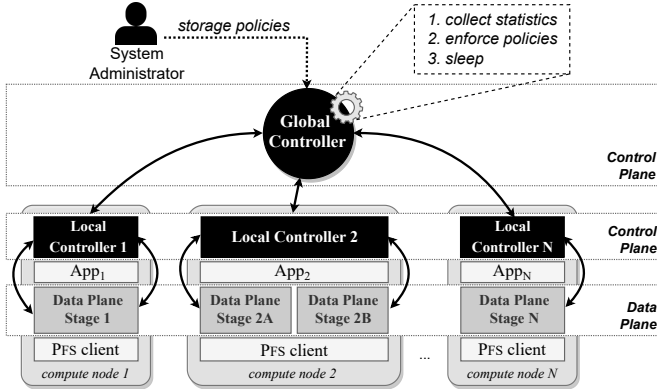 storage policies
1. collect statistics
2. enforce policies
3. sleep
System
Administrator
Global
Controller
Control
Plane
Local
Controller 1
Local Controller 2
Local
Controller N
Control
Plane
App1
App2
AppN
Data Plane
Stage 1
Data Plane
Stage 2A
Data Plane
Stage 2B
Data Plane
Stage N
Data
Plane
PFS client
PFS client
PFS client
compute node 1
compute node 2
...
compute node N